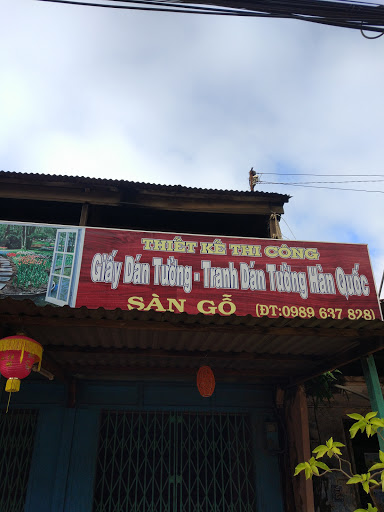 THIẾT KẾ THI CÔNG
Giấy Dán Tường - Tranh Dán Tường Hàn Quốc
SÀN GỖ (ĐT:0989 637 828)